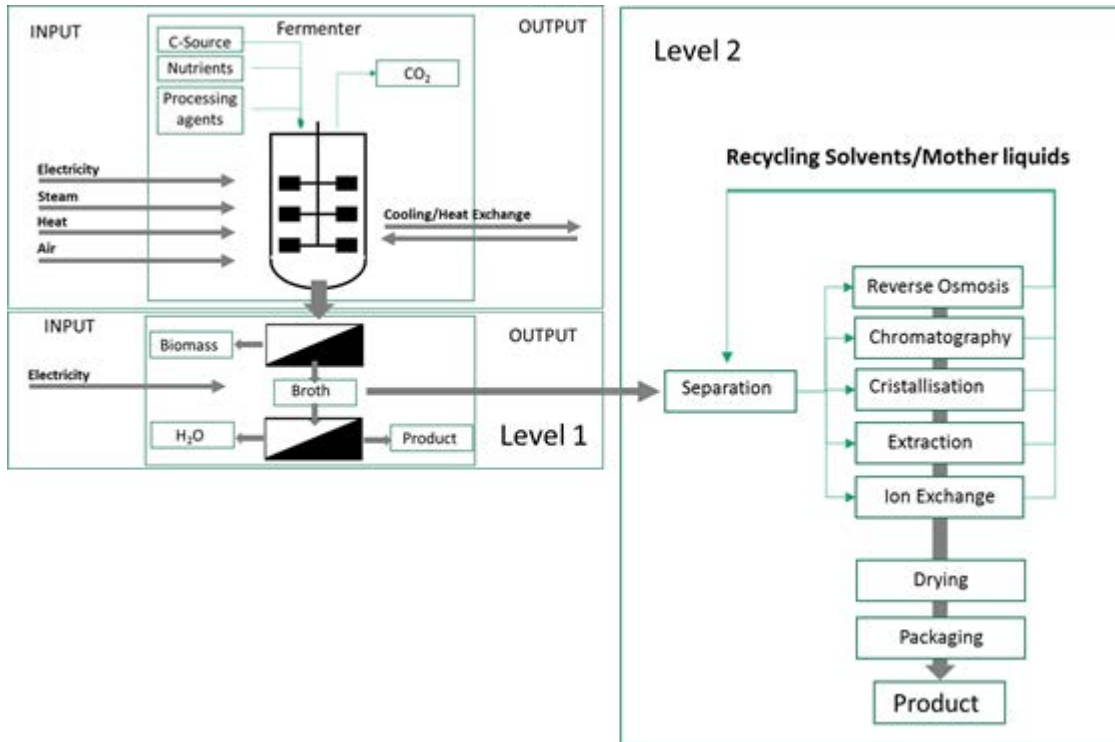 INPUT
Fermenter
OUTPUT
C-Source
Nutrients
Processing
agents
CO₂
Electricity
Steam
Heat
Air
Cooling/Heat Exchange
INPUT
OUTPUT
Biomass
Electricity
Broth
H₂O
Product
Level 1
Level 2
Recycling Solvents/Mother liquids
Separation
Reverse Osmosis
Chromatography
Cristallisation
Extraction
Ion Exchange
Drying
Packaging
Product